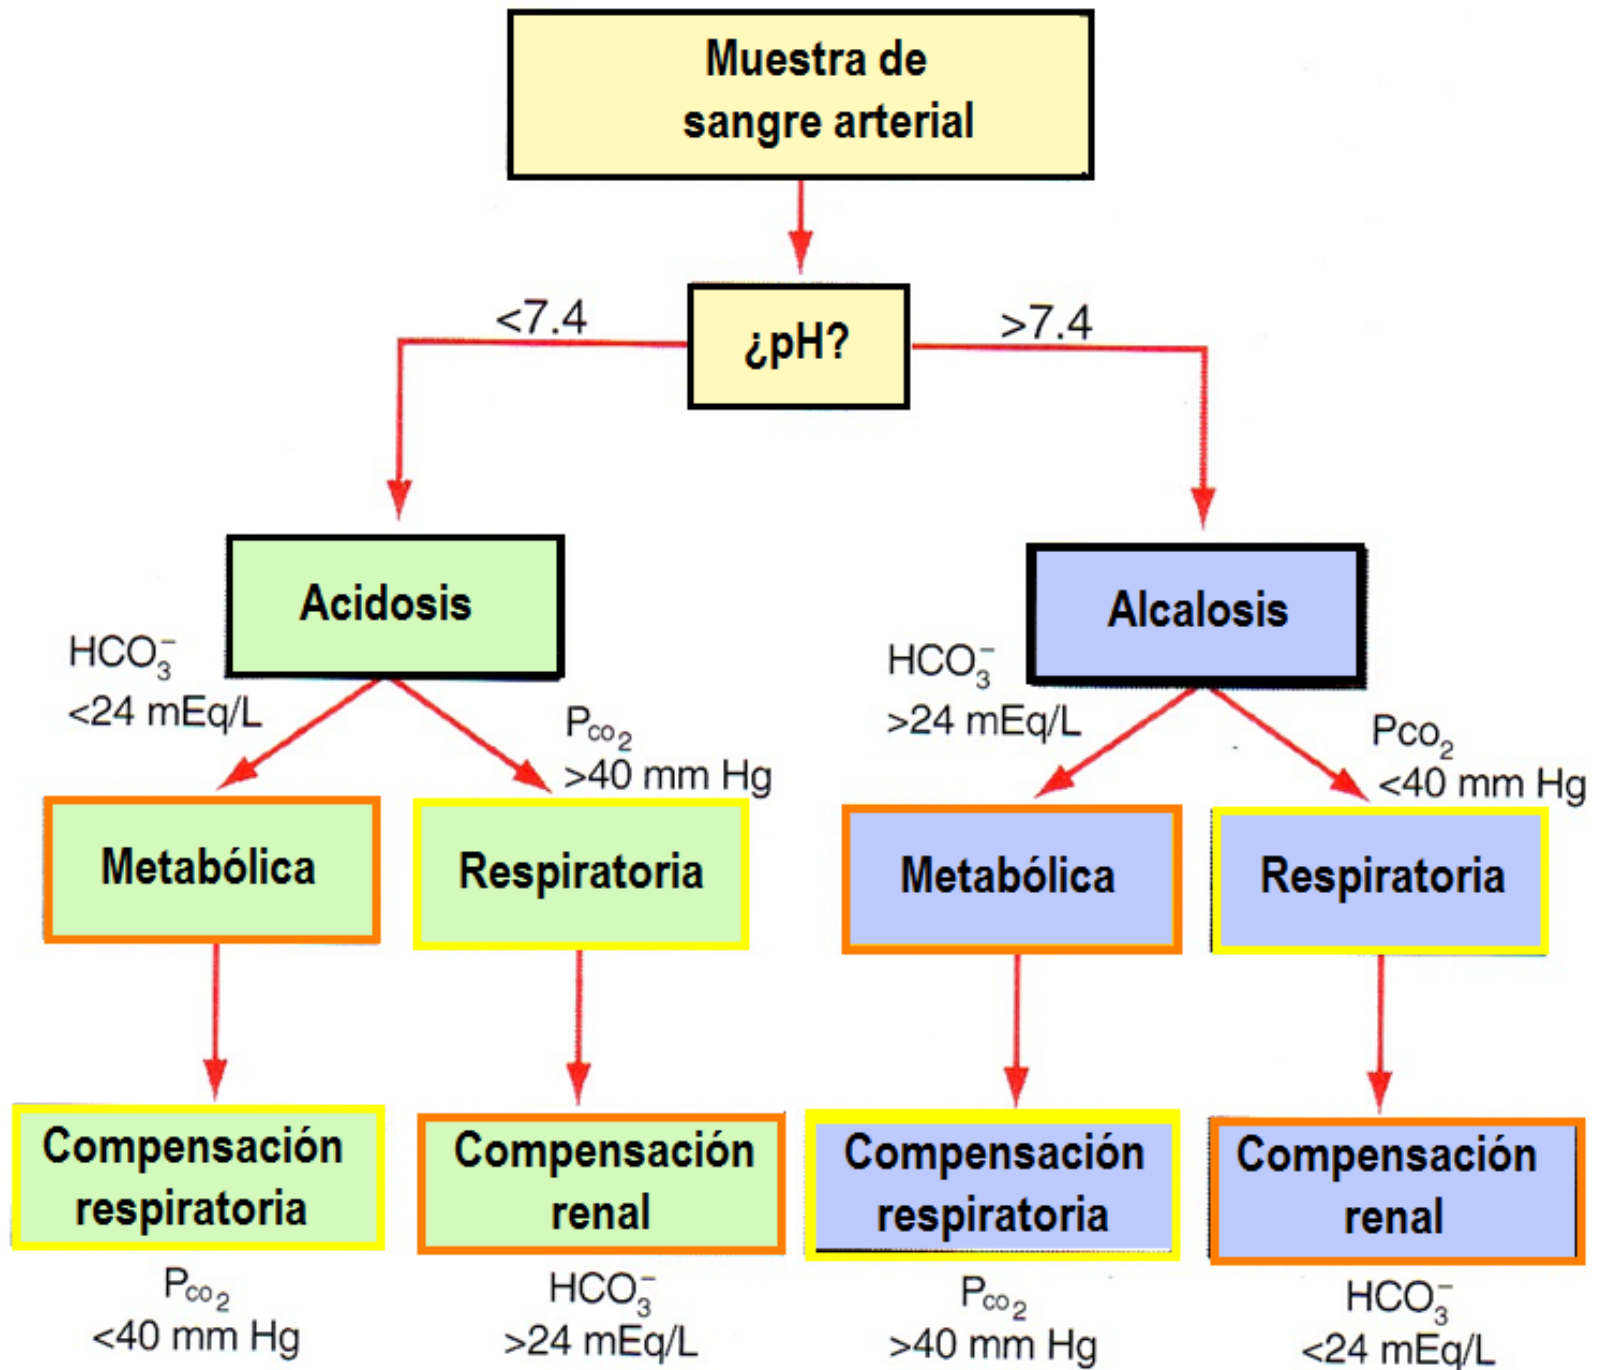 Muestra de
sangre arterial
<7.4
¿pH?
>7.4
Acidosis
Alcalosis
HCO₃⁻
<24 mEq/L
Pco₂
>40 mm Hg
HCO₃⁻
>24 mEq/L
Pco₂
<40 mm Hg
Metabólica
Respiratoria
Metabólica
Respiratoria
Compensación
respiratoria
Compensación
renal
Compensación
respiratoria
Compensación
renal
Pco₂
<40 mm Hg
HCO₃⁻
>24 mEq/L
Pco₂
>40 mm Hg
HCO₃⁻
<24 mEq/L